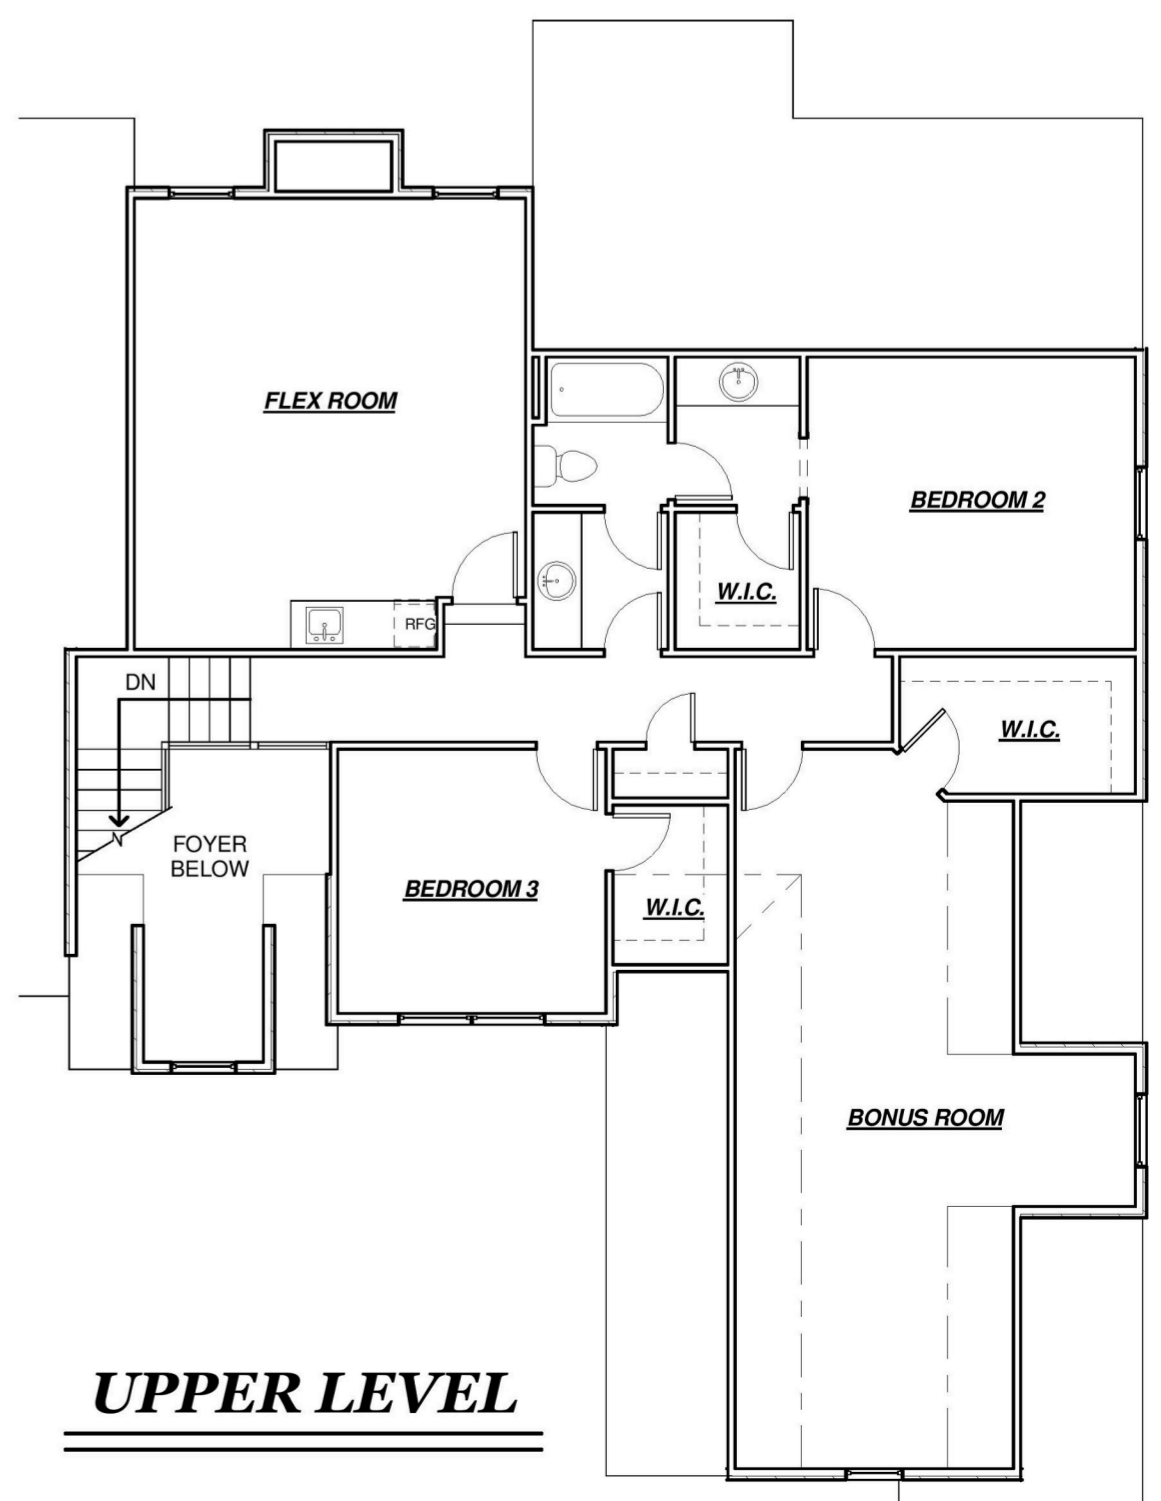 FLEX ROOM
BEDROOM 2
W.I.C.
RFG
DN
W.I.C.
N
FOYER
BELOW
BEDROOM 3
W.I.C.
BONUS ROOM
UPPER LEVEL